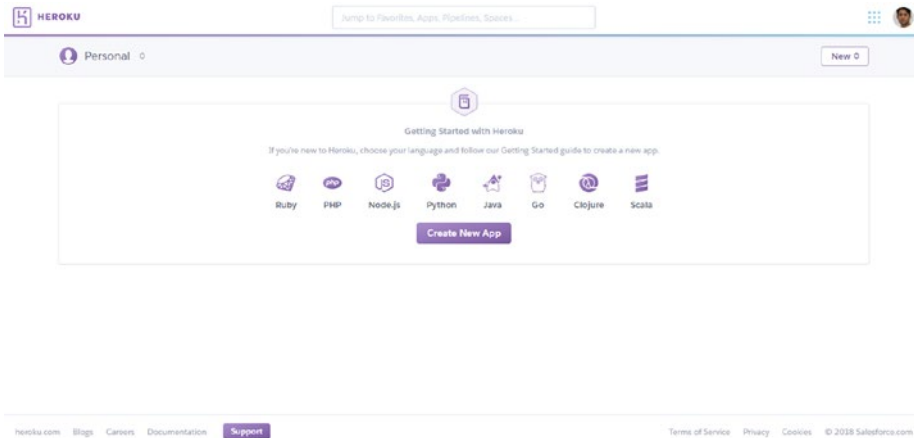 HEROKU
Jump to Favorites, Apps, Pipelines, Spaces...
Personal
New
Getting Started with Heroku
If you're new to Heroku, choose your language and follow our Getting Started guide to create a new app.
php
JS
Ruby PHP Node.js Python Java Go Clojure Scala
Create New App
heroku.com Blogs Careers Documentation Support
Terms of Service Privacy Cookies © 2018 Salesforce.com